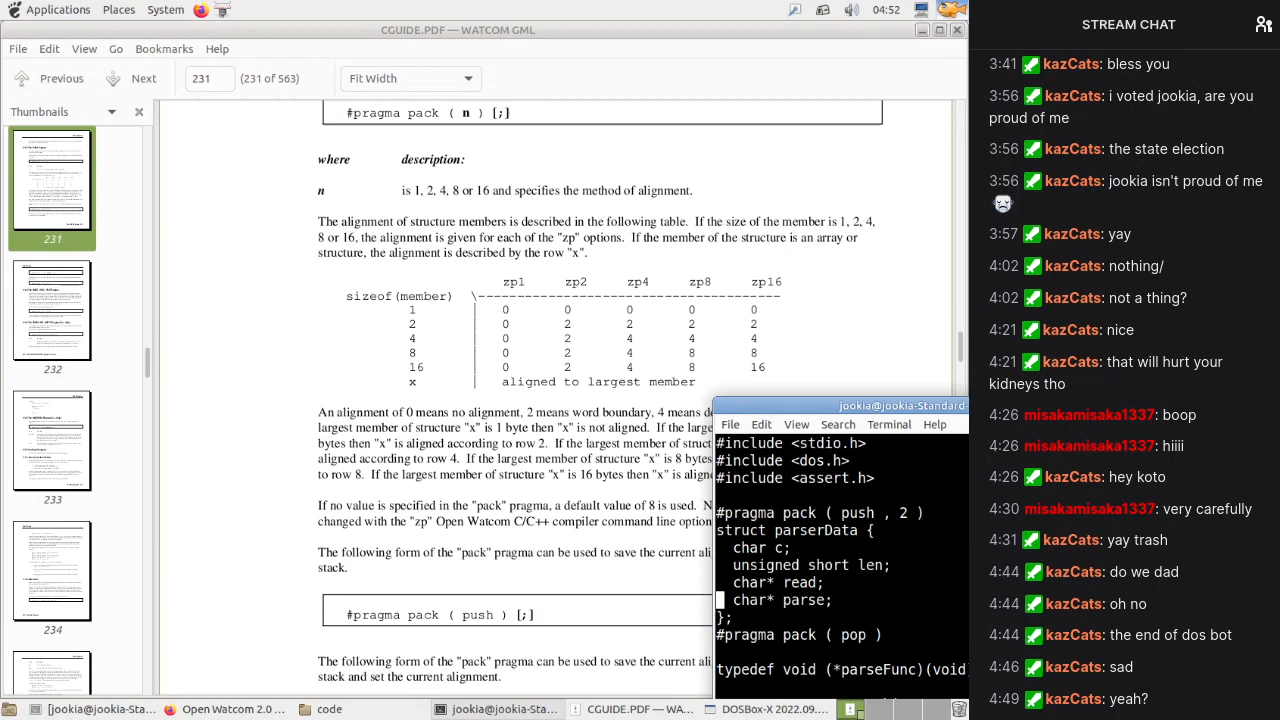 Applications Places System 04:52
CGUIDE.PDF — WATCOM GML
File Edit View Go Bookmarks Help
Previous Next 231 (231 of 563) Fit Width
Thumbnails
231
232
233
234
#pragma pack ( n ) [;]
where description:
n is 1, 2, 4, 8 or 16 and specifies the method of alignment.
The alignment of structure members is described in the following table. If the size of the member is 1, 2, 4,
8 or 16, the alignment is given for each of the "zp" options. If the member of the structure is an array or
structure, the alignment is described by the row "x".
zp1 zp2 zp4 zp8 zp16
sizeof(member) \---------------------------------------
1 | 0 0 0 0 0
2 | 0 2 2 2 2
4 | 0 2 4 4 4
8 | 0 2 4 8 8
16 | 0 2 4 8 16
x | aligned to largest member
An alignment of 0 means no alignment, 2 means word boundary, 4 means d
largest member of structure "x" is 1 byte then "x" is not aligned. If the large
bytes then "x" is aligned according to row 2. If the largest member of struct
aligned according to row 4. If the largest member of structure "x" is 8 bytes
to row 8. If the largest member of structure "x" is 16 bytes then "x" is align
If no value is specified in the "pack" pragma, a default value of 8 is used. N
changed with the "zp" Open Watcom C/C++ compiler command line option
The following form of the "pack" pragma can be used to save the current ali
stack.
#pragma pack ( push ) [;]
The following form of the "pack" pragma can be used to save the current ali
stack and set the current alignment.
jookia@jookia-Standard-
File Edit View Search Terminal Help
#include <stdio.h>
#include <dos.h>
#include <assert.h>
#pragma pack ( push , 2 )
struct parserData {
char c;
unsigned short len;
char* read;
char* parse;
};
#pragma pack ( pop )
typedef void (*parseFunc)(void
[jookia@jookia-Sta... Open Watcom 2.0 ... jookia@jookia-Sta... CGUIDE.PDF — WA... DOSBox-X 2022.09....
STREAM CHAT
3:41 kazCats: bless you
3:56 kazCats: i voted jookia, are you
proud of me
3:56 kazCats: the state election
3:56 kazCats: jookia isn't proud of me
3:57 kazCats: yay
4:02 kazCats: nothing/
4:02 kazCats: not a thing?
4:21 kazCats: nice
4:21 kazCats: that will hurt your
kidneys tho
4:26 misakamisaka1337: boop
4:26 misakamisaka1337: hiiii
4:26 kazCats: hey koto
4:30 misakamisaka1337: very carefully
4:31 kazCats: yay trash
4:44 kazCats: do we dad
4:44 kazCats: oh no
4:44 kazCats: the end of dos bot
4:46 kazCats: sad
4:49 kazCats: yeah?